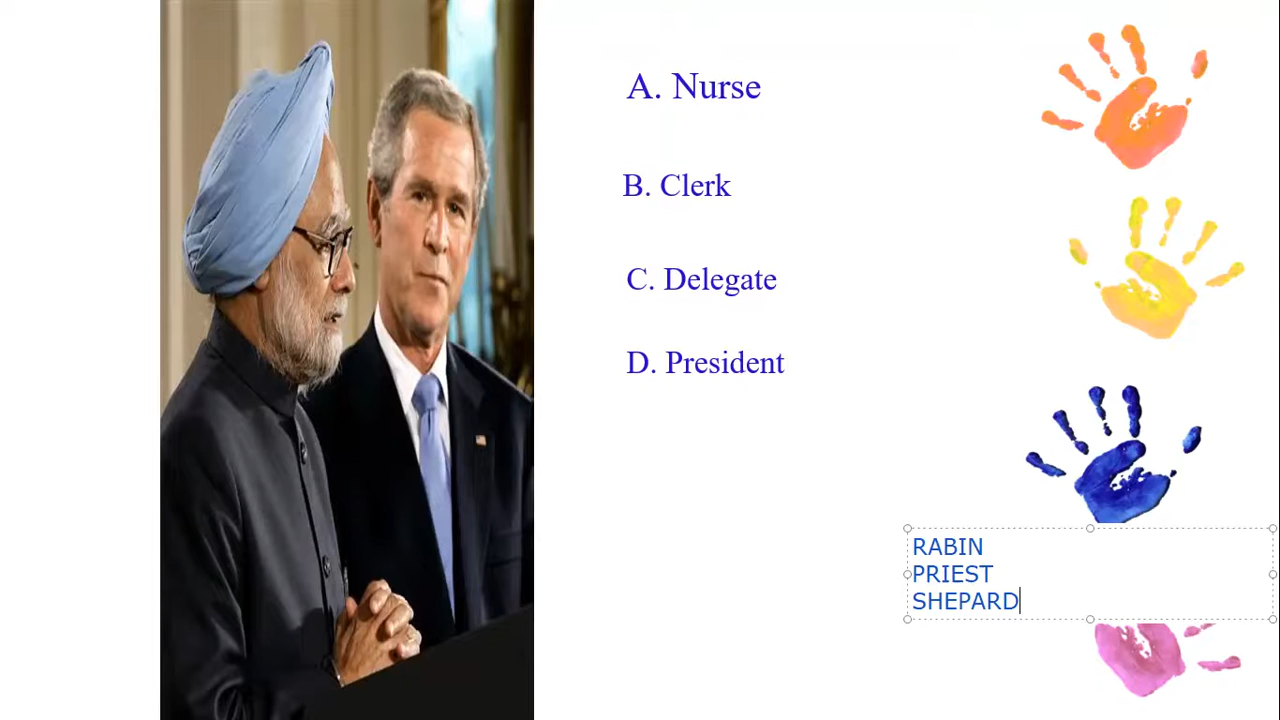 A. Nurse
B. Clerk
C. Delegate
D. President
RABIN
PRIEST
SHEPARD